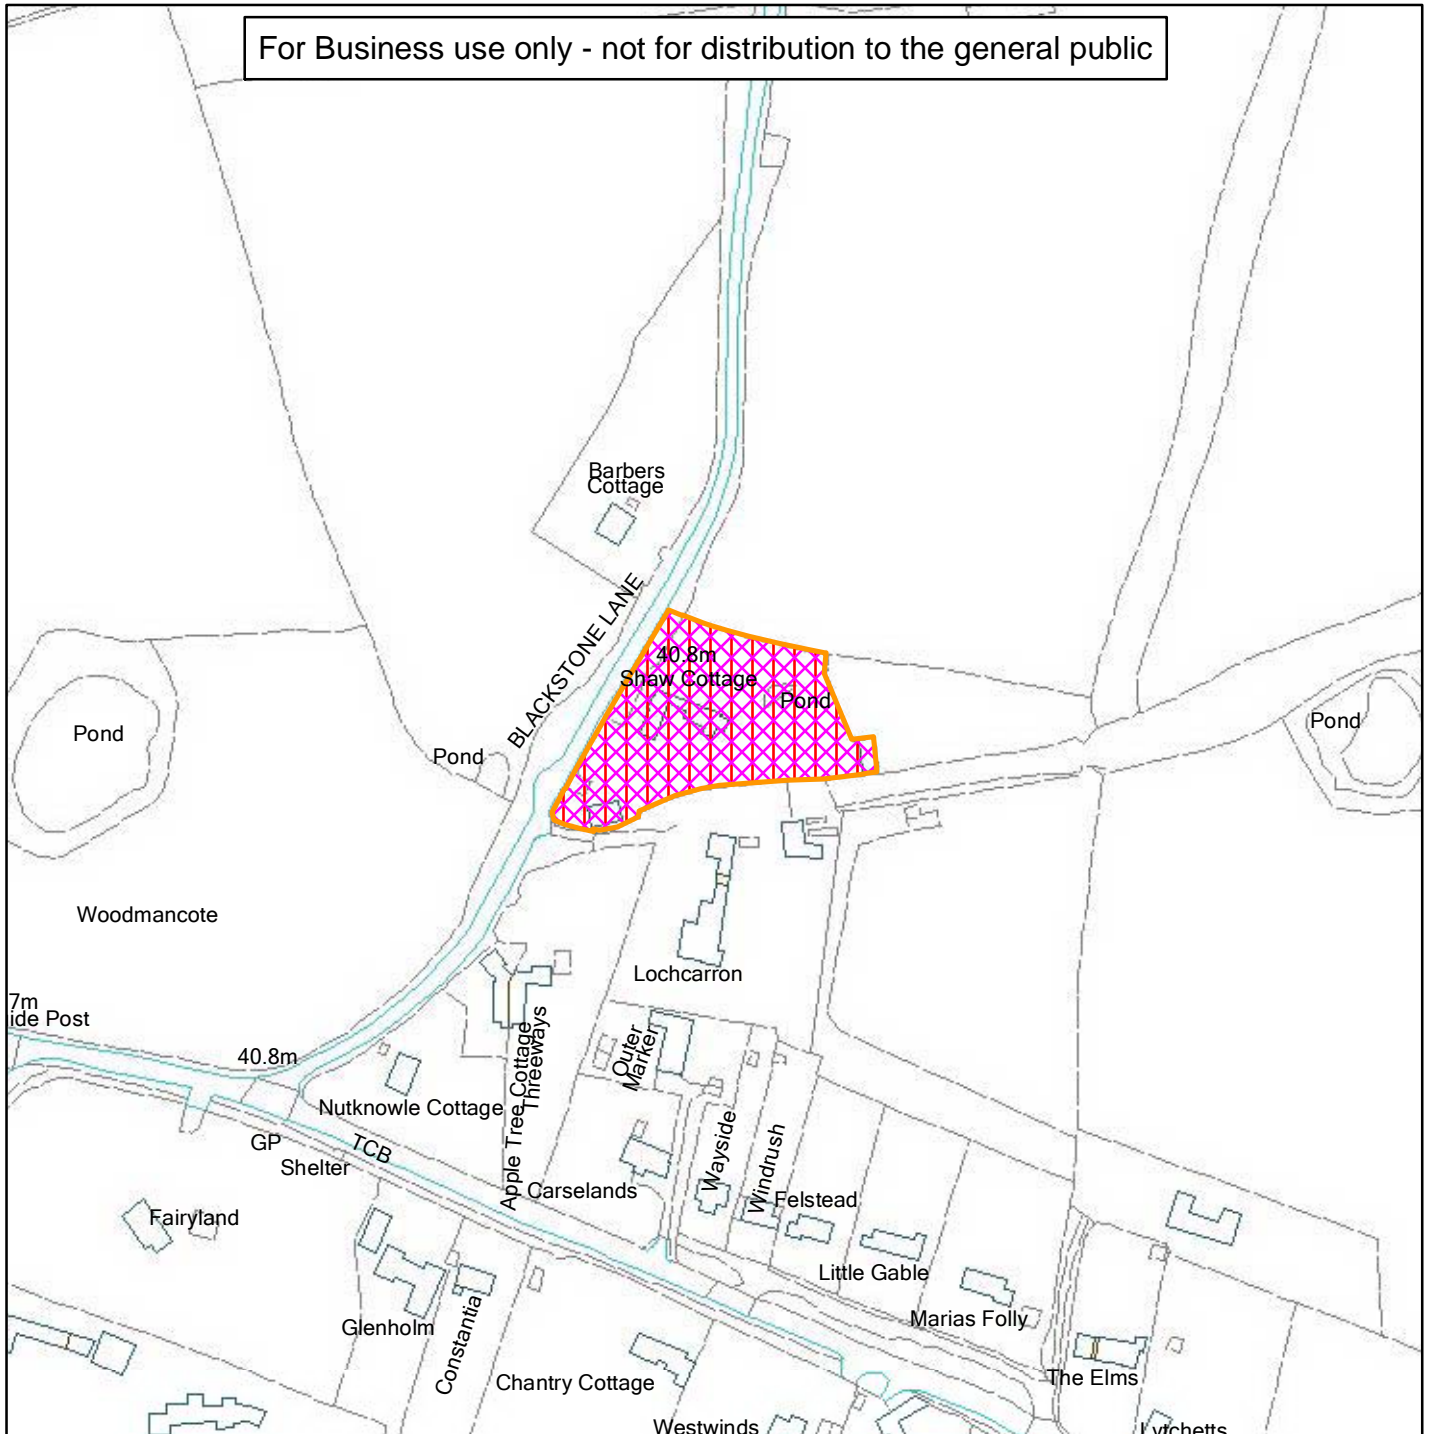 For Business use only - not for distribution to the general public
Barbers
Cottage
BLACKSTONE LANE
40.8m
Shaw Cottage
Pond
Pond
Pond
Pond
Woodmancote
Lochcarron
7m
ide Post
40.8m
Outer
Marker
Apple Tree Cottage
Threeways
Nutknowle Cottage
GP
TCB
Shelter
Wayside
Windrush
Carselands
Felstead
Fairyland
Little Gable
Marias Folly
Glenholm
Constantia
Chantry Cottage
The Elms
Westwinds
Lytchetts